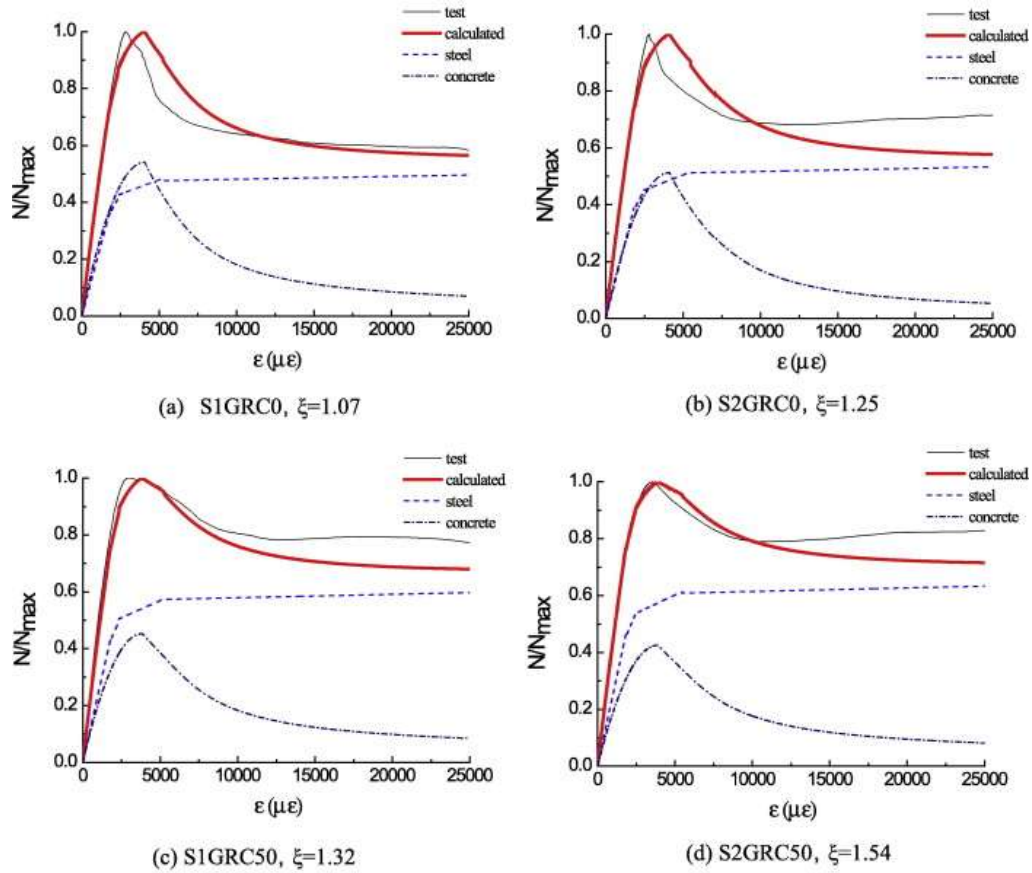 test
calculated
steel
concrete
N/Nmax
1.0
0.8
0.6
0.4
0.2
0.0
0 5000 10000 15000 20000 25000
ε (με)
(a) S1GRC0, ξ=1.07
test
calculated
steel
concrete
N/Nmax
1.0
0.8
0.6
0.4
0.2
0.0
0 5000 10000 15000 20000 25000
ε (με)
(b) S2GRC0, ξ=1.25
test
calculated
steel
concrete
N/Nmax
1.0
0.8
0.6
0.4
0.2
0.0
0 5000 10000 15000 20000 25000
ε (με)
(c) S1GRC50, ξ=1.32
test
calculated
steel
concrete
N/Nmax
1.0
0.8
0.6
0.4
0.2
0.0
0 5000 10000 15000 20000 25000
ε (με)
(d) S2GRC50, ξ=1.54